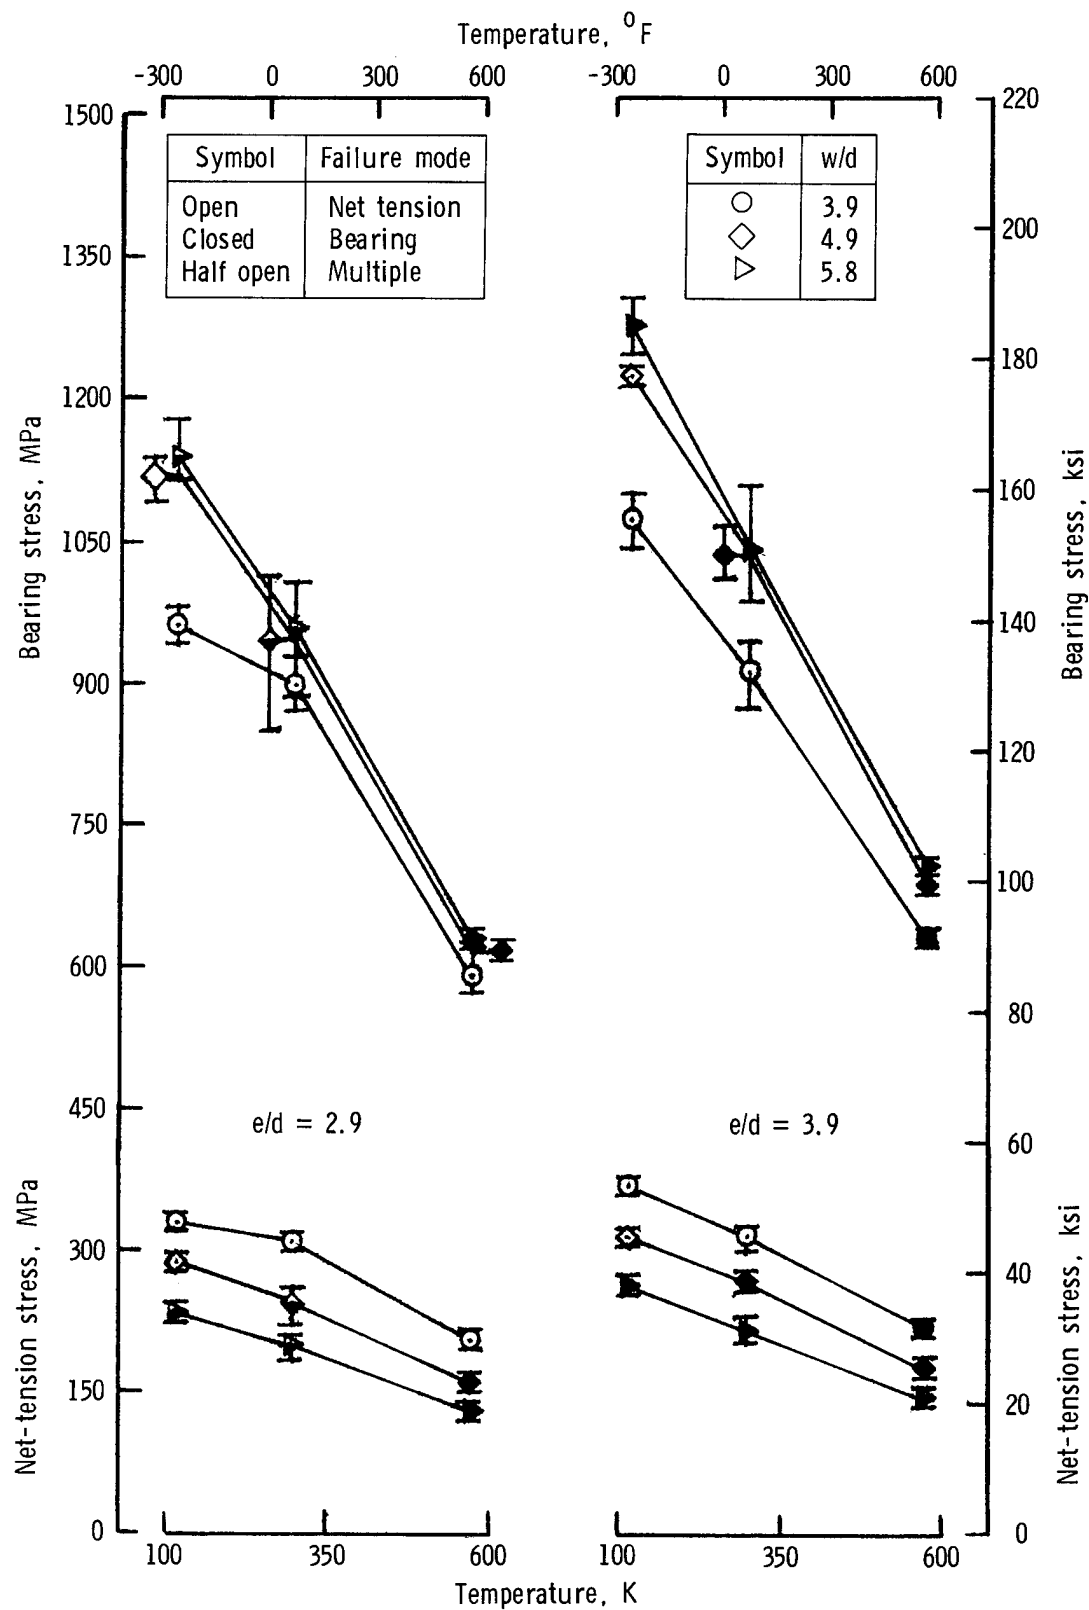 Temperature, °F
-300 0 300 600 -300 0 300 600
1500
1350
1200
1050
900
750
600
450
300
150
0
220
200
180
160
140
120
100
80
60
40
20
0
Symbol Failure mode
Open Net tension
Closed Bearing
Half open Multiple
Symbol w/d
3.9
4.9
5.8
Bearing stress, MPa
Bearing stress, ksi
e/d = 2.9 e/d = 3.9
Net-tension stress, MPa
Net-tension stress, ksi
100 350 600 100 350 600
Temperature, K